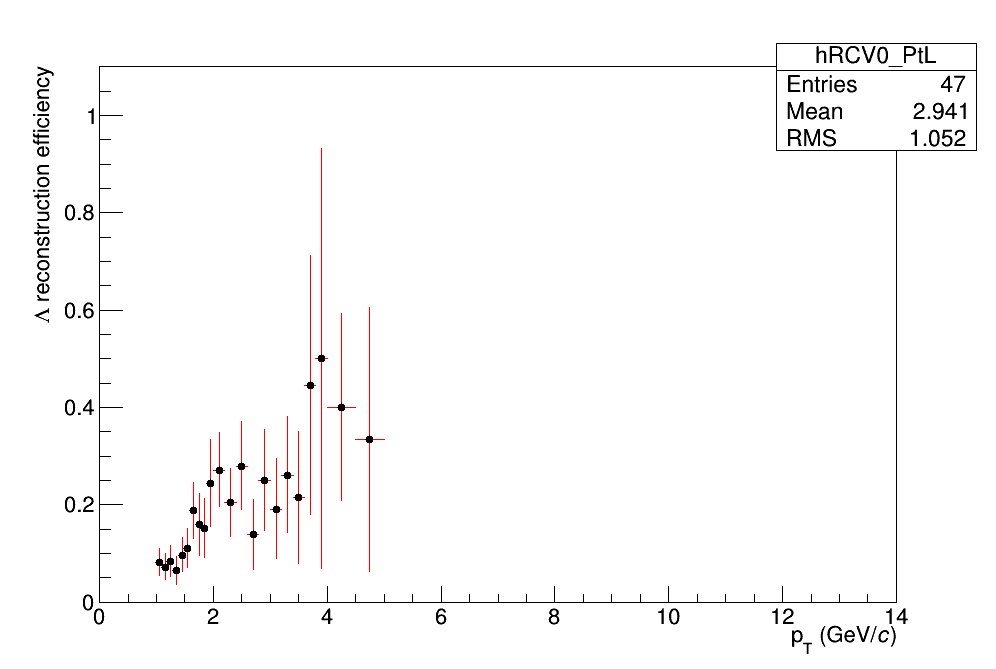 hRCV0_PtL
Entries 47
Mean 2.941
RMS 1.052
Λ reconstruction efficiency
1
0.8
0.6
0.4
0.2
0
0 2 4 6 8 10 12 14
p_T (GeV/c)